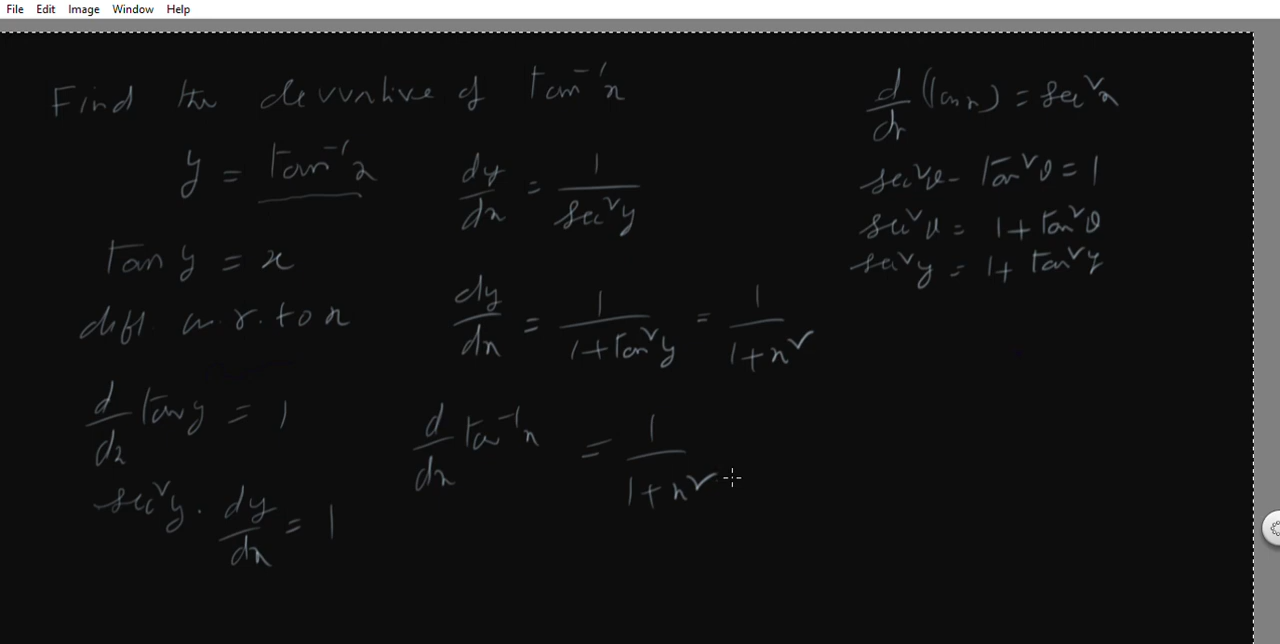 File Edit Image Window Help
Find the derivative of tan⁻¹x
y = tan⁻¹x
tan y = x
diff. w.r.to x
d/dx tan y = 1
sec²y . dy/dx = 1
dy/dx = 1/sec²y
dy/dx = 1/(1+tan²y) = 1/(1+x²)
d/dx tan⁻¹x = 1/(1+x²)
d/dx (tan x) = sec²x
sec²θ - tan²θ = 1
sec²θ = 1 + tan²θ
sec²y = 1 + tan²y